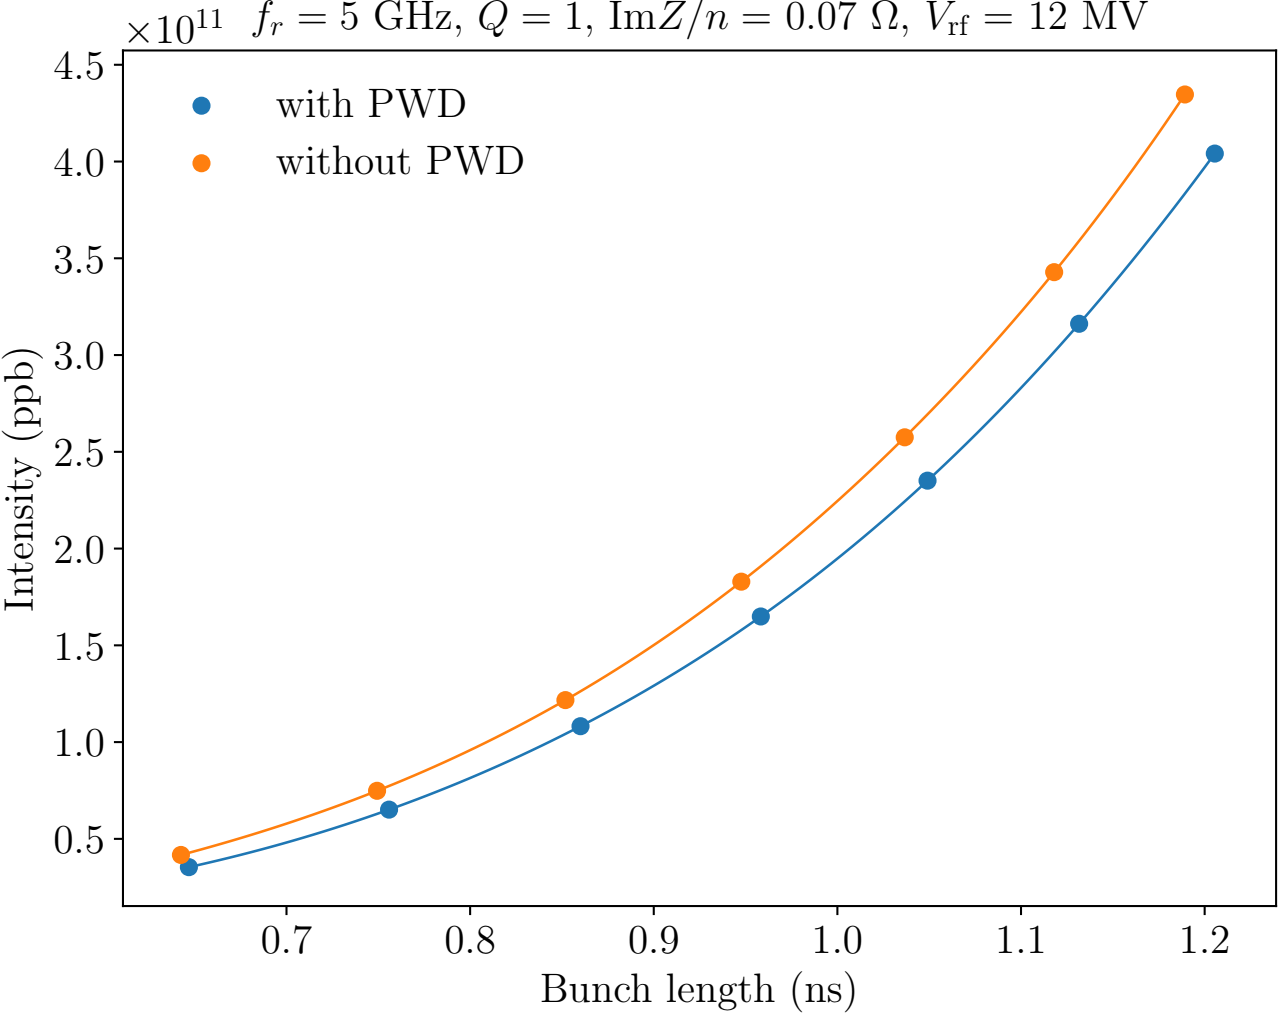 ×10¹¹ fᵣ = 5 GHz, Q = 1, ImZ/n = 0.07 Ω, V_rf = 12 MV
with PWD
without PWD
4.5
4.0
3.5
3.0
2.5
2.0
1.5
1.0
0.5
Intensity (ppb)
0.7 0.8 0.9 1.0 1.1 1.2
Bunch length (ns)